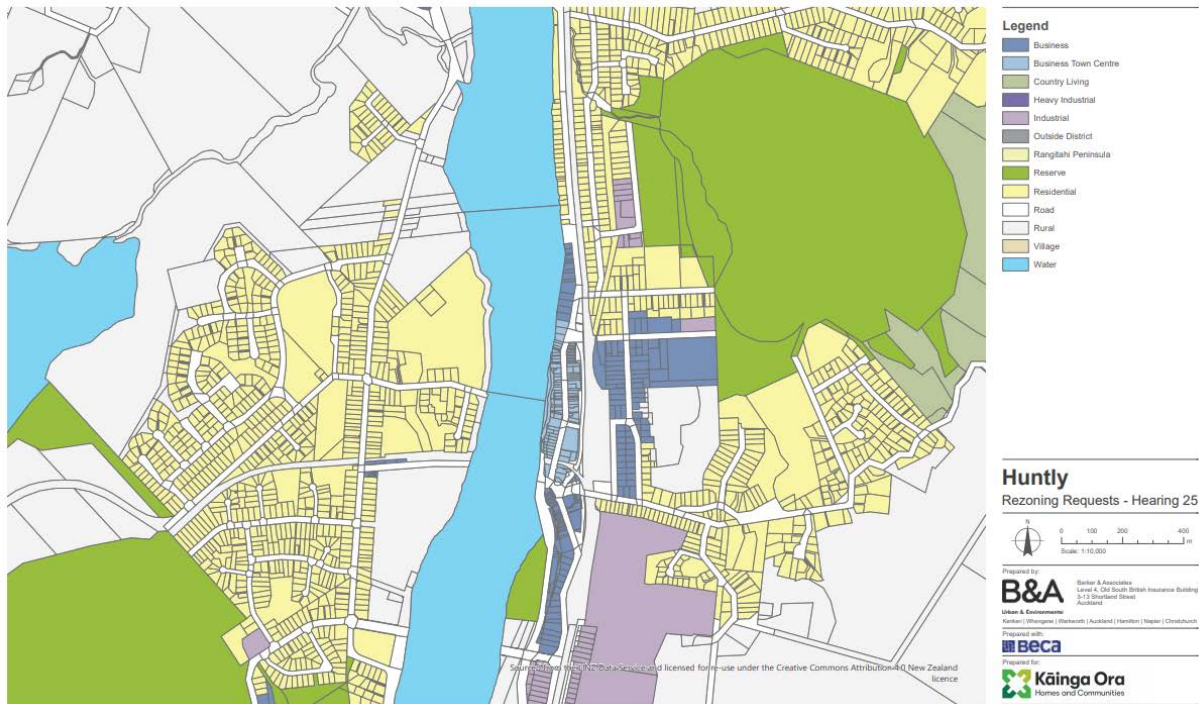 Legend
Business
Business Town Centre
Country Living
Heavy Industrial
Industrial
Outside District
Rangitahi Peninsula
Reserve
Residential
Road
Rural
Village
Water
Huntly
Rezoning Requests - Hearing 25
N
0 100 200 400
m
Scale: 1:10,000
Prepared by:
B&A
Urban & Environmental
Barker & Associates
Level 4, Old South British Insurance Building
3-13 Shortland Street
Auckland
Kerikeri | Whangarei | Warkworth | Auckland | Hamilton | Napier | Christchurch
Prepared with:
Beca
Prepared for:
Kāinga Ora
Homes and Communities
Sourced from the LINZ Data Service and licensed for re-use under the Creative Commons Attribution 4.0 New Zealand
licence